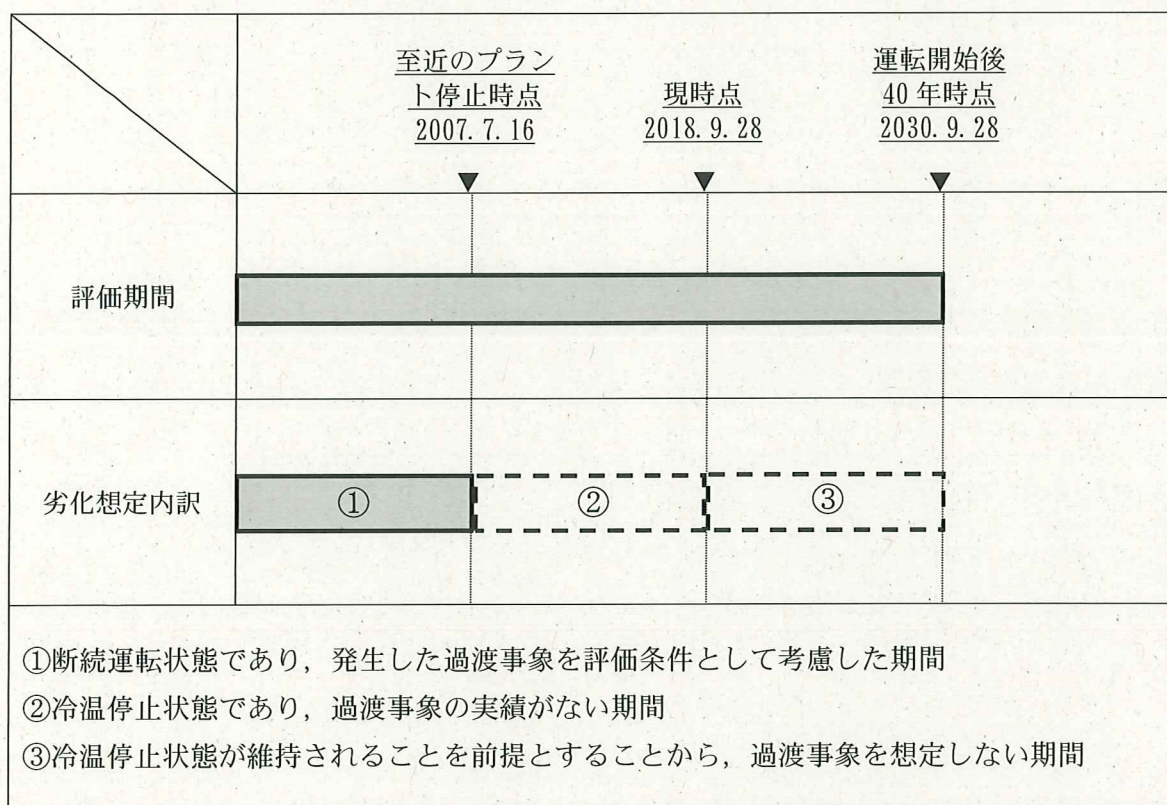 至近のプラン
ト停止時点
2007.7.16
現時点
2018.9.28
運転開始後
40年時点
2030.9.28
評価期間
劣化想定内訳
①
②
③
①断続運転状態であり，発生した過渡事象を評価条件として考慮した期間
②冷温停止状態であり，過渡事象の実績がない期間
③冷温停止状態が維持されることを前提とすることから，過渡事象を想定しない期間